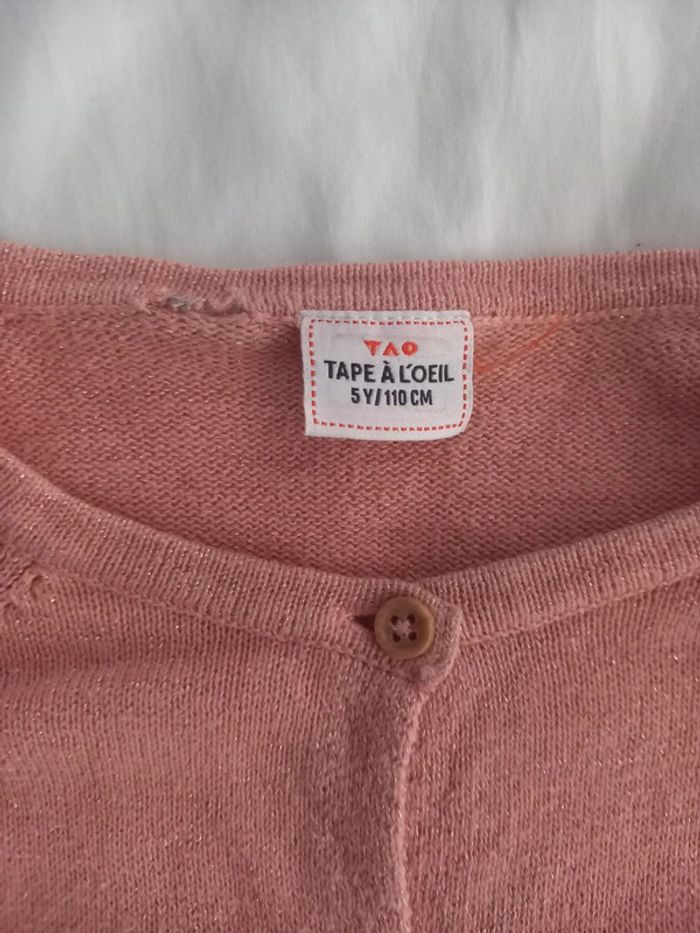 TAO
TAPE À L'OEIL
5 Y/110 CM